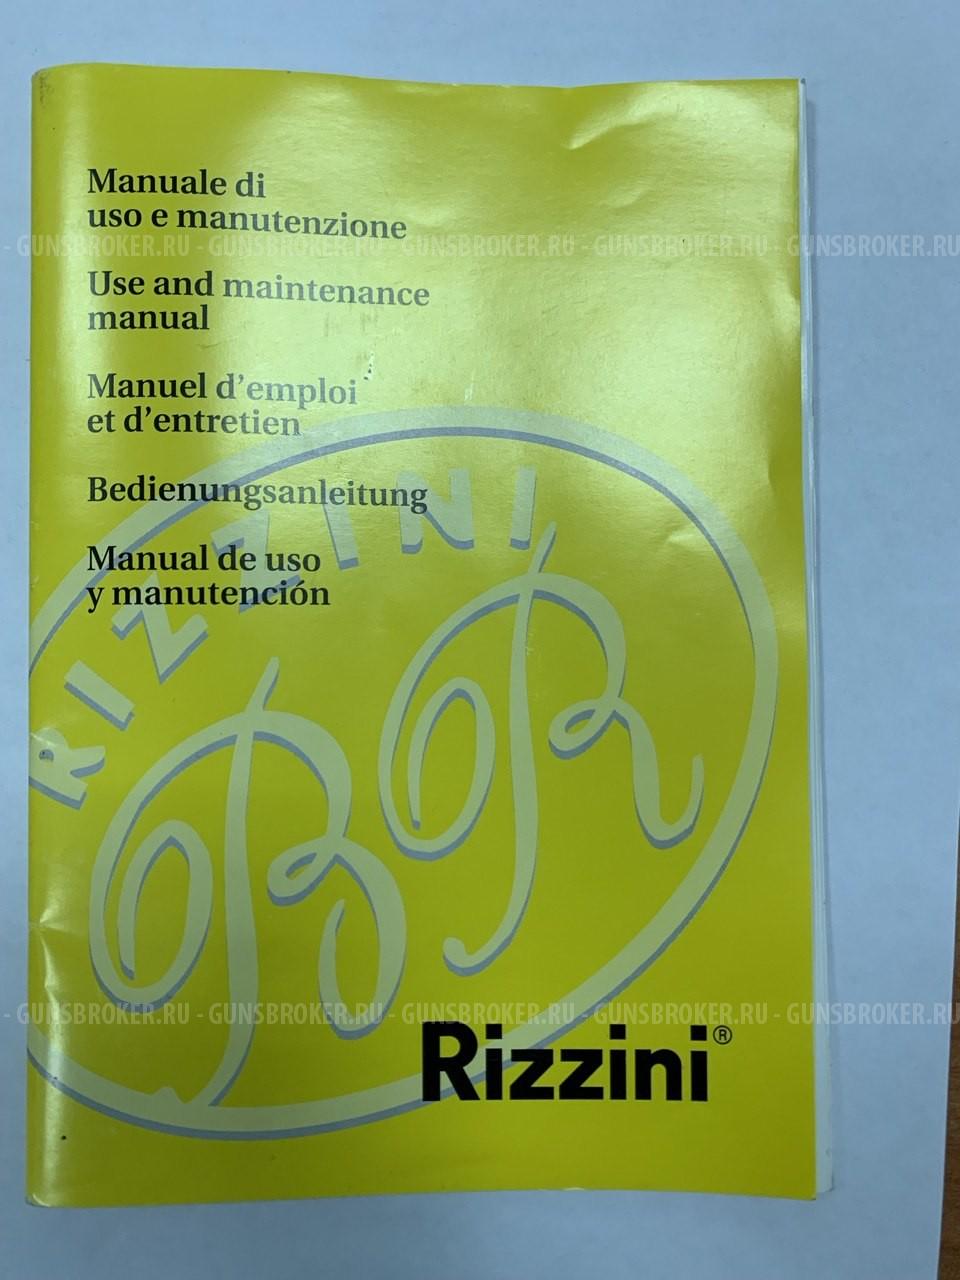 Manuale di
uso e manutenzione
- GUNSBROKER.RU - GUNSBROKER.RU - GUNSBROKER.RU - GUNSBROKER.RU - GUNSBROKER.RU
Use and maintenance
manual
Manuel d'emploi
et d'entretien
Bedienungsanleitung
RIZZINI
Manual de uso
y manutención
BR
- GUNSBROKER.RU - GUNSBROKER.RU - GUNSBROKER.RU - GUNSBROKER.RU - GUNSBROKER.RU
Rizzini®